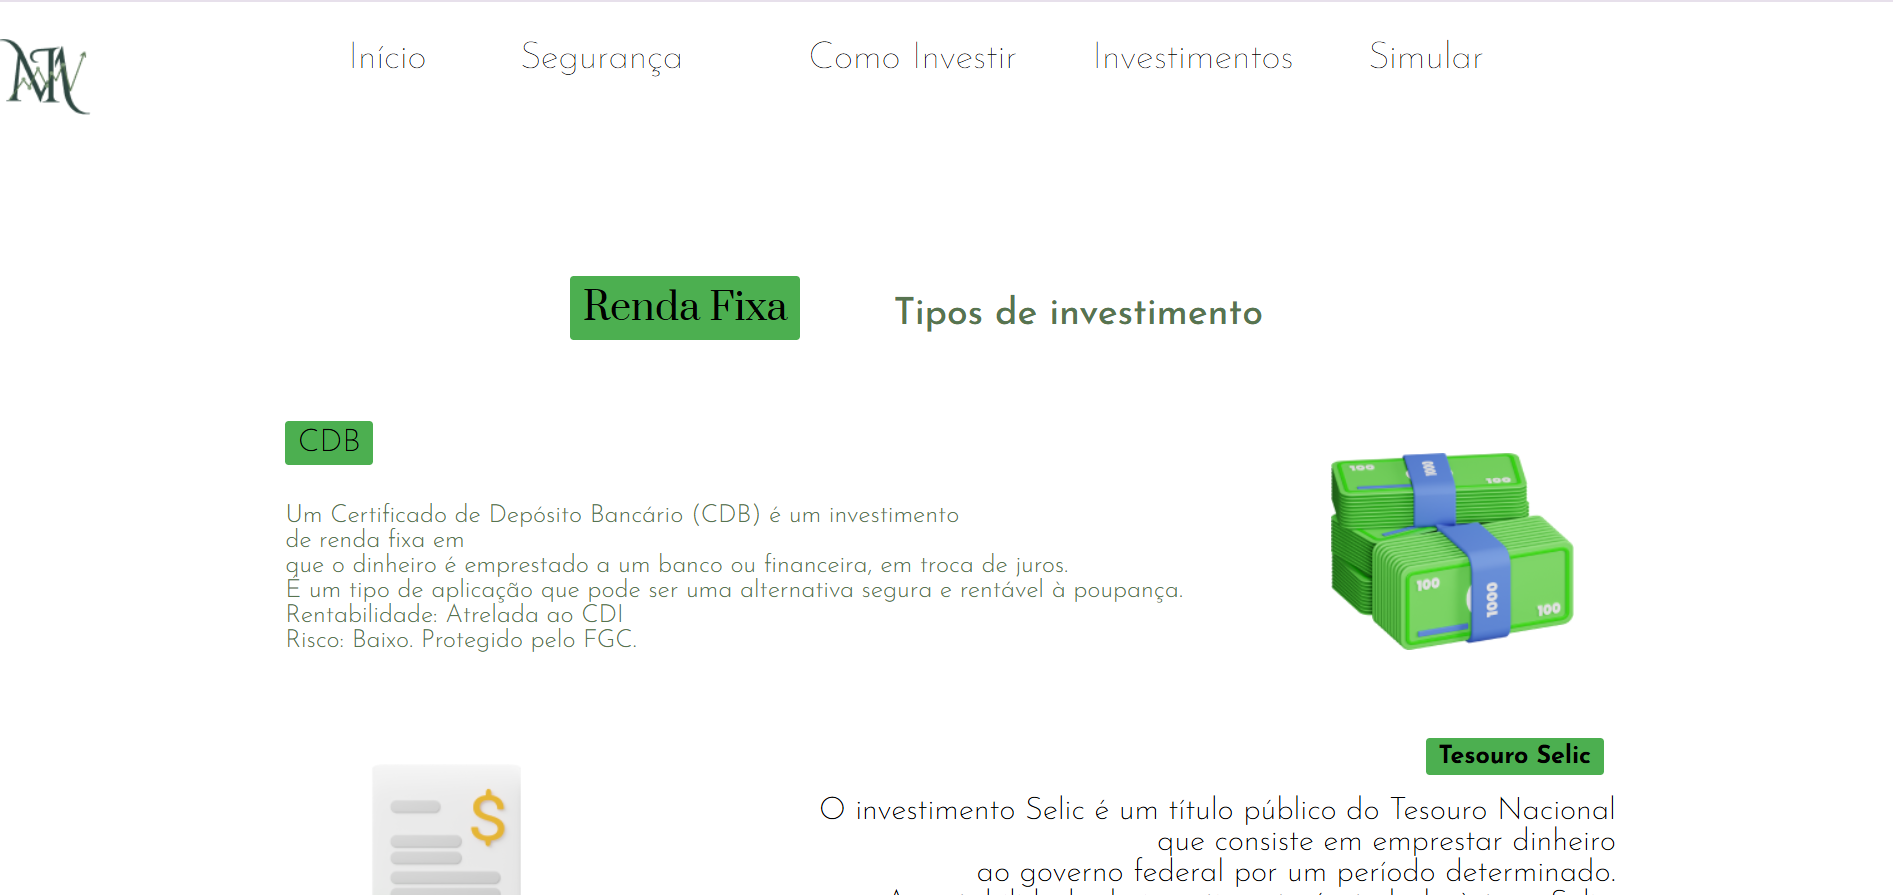 Início Segurança Como Investir Investimentos Simular
Renda Fixa Tipos de investimento
CDB
Um Certificado de Depósito Bancário (CDB) é um investimento
de renda fixa em
que o dinheiro é emprestado a um banco ou financeira, em troca de juros.
É um tipo de aplicação que pode ser uma alternativa segura e rentável à poupança.
Rentabilidade: Atrelada ao CDI
Risco: Baixo. Protegido pelo FGC.
100 1000 100
100 1000 100
Tesouro Selic
$
O investimento Selic é um título público do Tesouro Nacional
que consiste em emprestar dinheiro
ao governo federal por um período determinado.